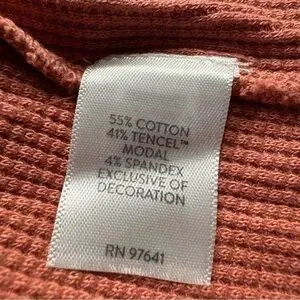 55% COTTON
41% TENCEL™
MODAL
4% SPANDEX
EXCLUSIVE OF
DECORATION
RN 97641